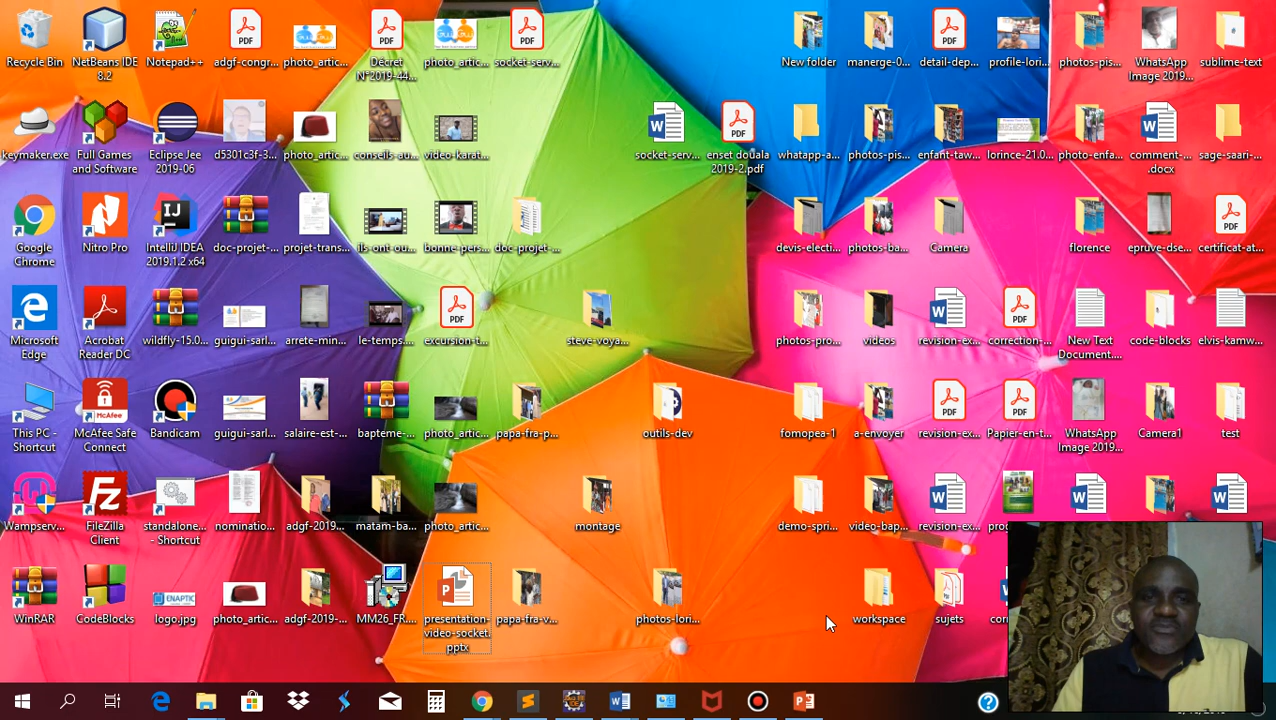 Recycle Bin
NetBeans IDE
8.2
Notepad++
adgf-congr...
photo_artic...
Décret
N°2019-44...
photo_artic...
socket-serv...
New folder
manerge-0...
detail-dep...
profile-lori...
photos-pis...
WhatsApp
Image 2019...
sublime-text
keymaker.exe
Full Games
and Software
Eclipse Jee
2019-06
d5301c3f-3...
photo_artic...
conseils-au...
video-karat...
socket-serv...
enset douala
2019-2.pdf
whatapp-a...
photos-pis...
enfant-taw...
lorince-21.0...
photo-enfa...
comment-...
.docx
sage-saari-...
Google
Chrome
Nitro Pro
IntelliJ IDEA
2019.1.2 x64
doc-projet-...
projet-trans...
ils-ont-ou...
bonne-pers...
doc-projet-...
devis-electi...
photos-ba...
Camera
florence
epruve-dse...
certificat-at...
Microsoft
Edge
Acrobat
Reader DC
wildfly-15.0...
guigui-sarl...
arrete-min...
le-temps....
excursion-t...
steve-voya...
photos-pro...
videos
revision-ex...
correction-...
New Text
Document....
code-blocks
elvis-kamw...
This PC -
Shortcut
McAfee Safe
Connect
Bandicam
guigui-sarl...
salaire-est-...
bapteme-...
photo_artic...
papa-fra-p...
outils-dev
fomopea-1
a-envoyer
revision-ex...
Papier-en-t...
WhatsApp
Image 2019...
Camera1
test
Wampserv...
FileZilla
Client
standalone...
- Shortcut
nominatio...
adgf-2019...
matam-ba...
photo_artic...
montage
demo-spri...
video-bap...
revision-ex...
WinRAR
CodeBlocks
logo.jpg
photo_artic...
adgf-2019-...
MM26_FR....
presentation-
video-socket.
pptx
papa-fra-v...
photos-lori...
workspace
sujets